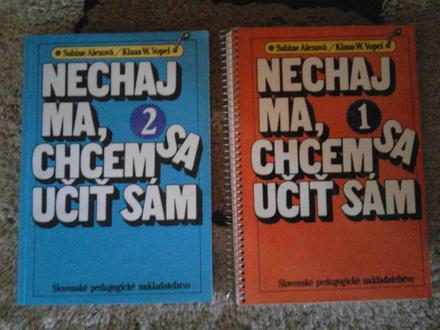 Sabine Alexová / Klaus W. Vopel
NECHAJ
MA, 2
CHCEM SA
UČIŤ SÁM
Slovenské pedagogické nakladateľstvo
Sabine Alexová / Klaus W. Vopel
NECHAJ
MA, 1
CHCEM SA
UČIŤ SÁM
Slovenské pedagogické nakladateľstvo